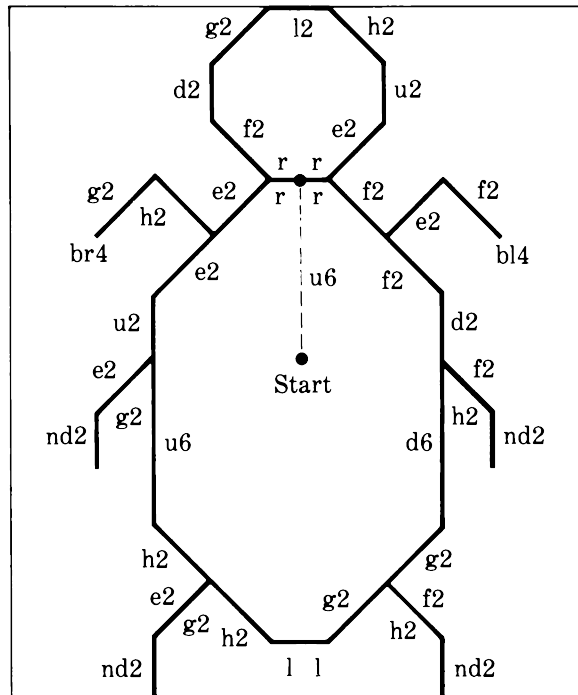 g2 l2 h2
d2 u2
f2 e2
r r
g2 e2 r r f2 f2
h2 e2
br4 bl4
e2 f2
u6
u2 d2
e2 f2
Start
g2 h2
nd2 u6 d6 nd2
h2 g2
e2 f2
g2 g2
h2 h2
nd2 l l nd2